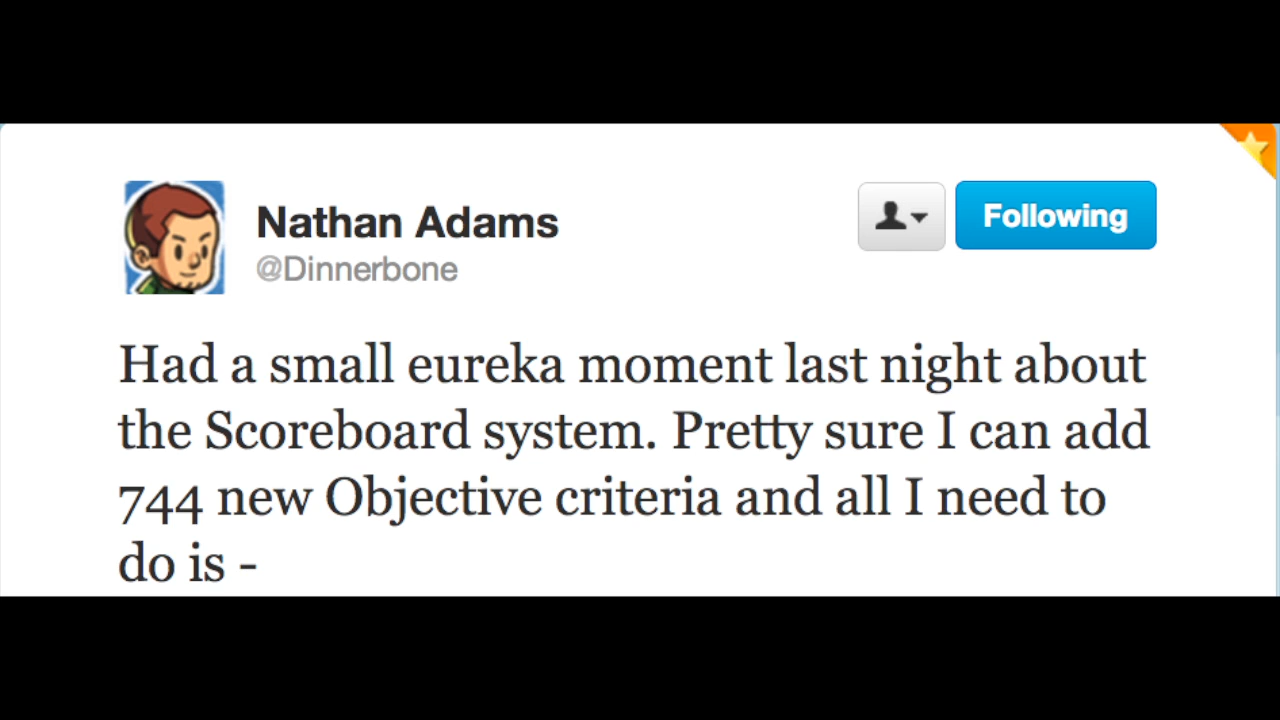 Nathan Adams
@Dinnerbone
Following
Had a small eureka moment last night about
the Scoreboard system. Pretty sure I can add
744 new Objective criteria and all I need to
do is -